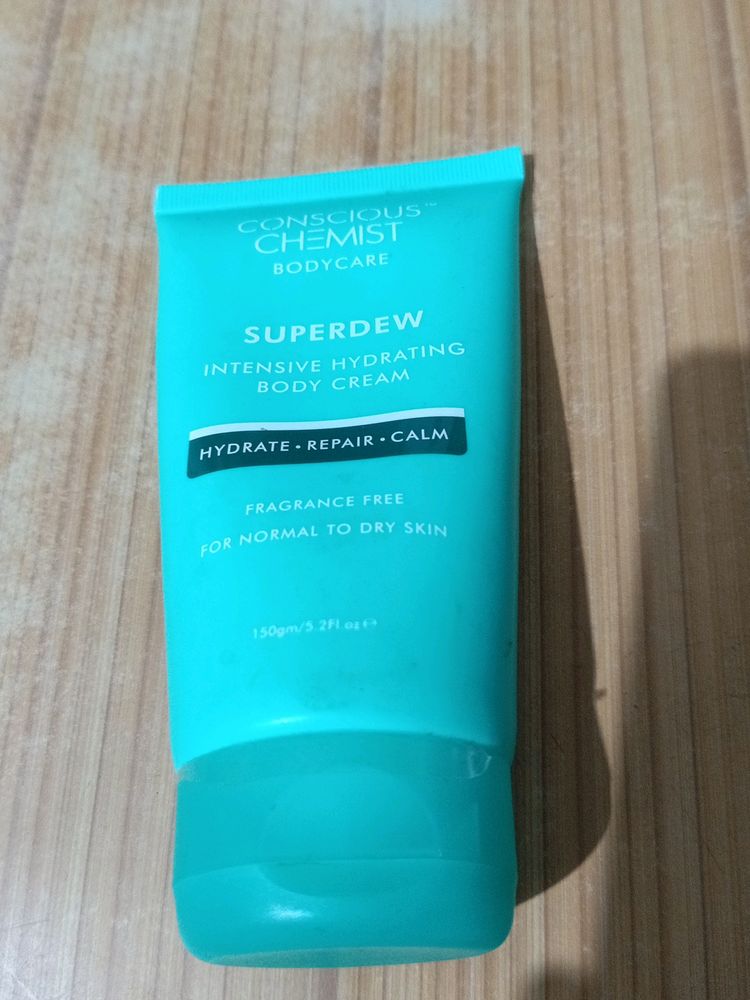 CONSCIOUS™
CHEMIST
BODYCARE
SUPERDEW
INTENSIVE HYDRATING
BODY CREAM
HYDRATE • REPAIR • CALM
FRAGRANCE FREE
FOR NORMAL TO DRY SKIN
150gm/5.2Fl.oz℮